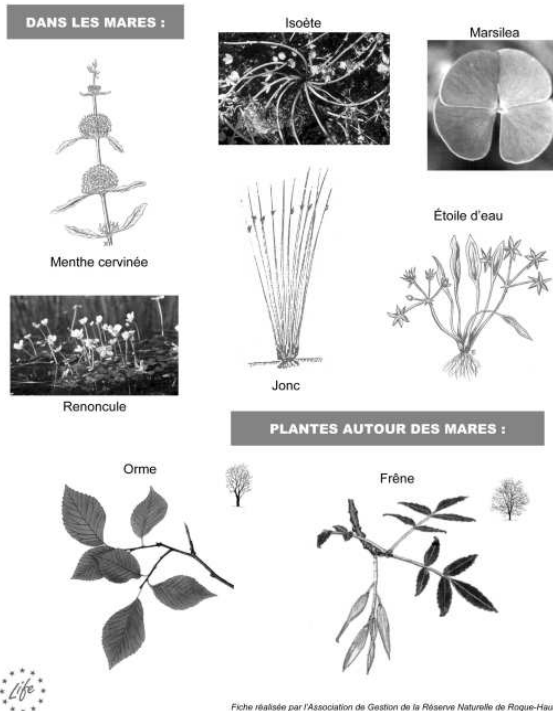 DANS LES MARES :
Isoète
Marsilea
Menthe cervinée
Étoile d'eau
Renoncule
Jonc
PLANTES AUTOUR DES MARES :
Orme
Frêne
Life
Fiche réalisée par l'Association de Gestion de la Réserve Naturelle de Roque-Hau